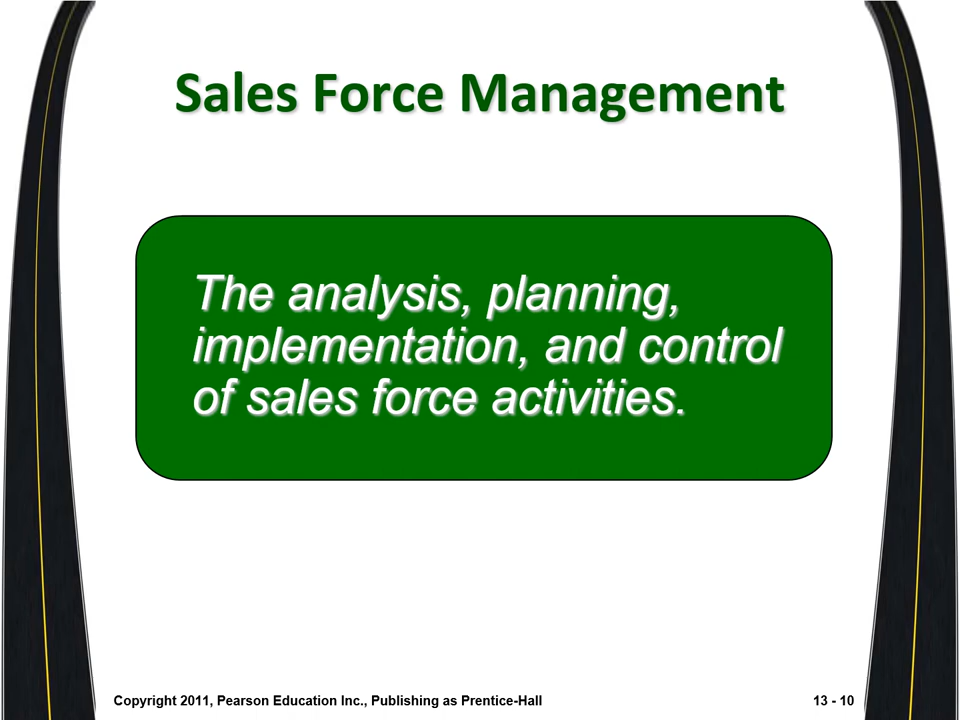 Sales Force Management
The analysis, planning,
implementation, and control
of sales force activities.
Copyright 2011, Pearson Education Inc., Publishing as Prentice-Hall
13 - 10